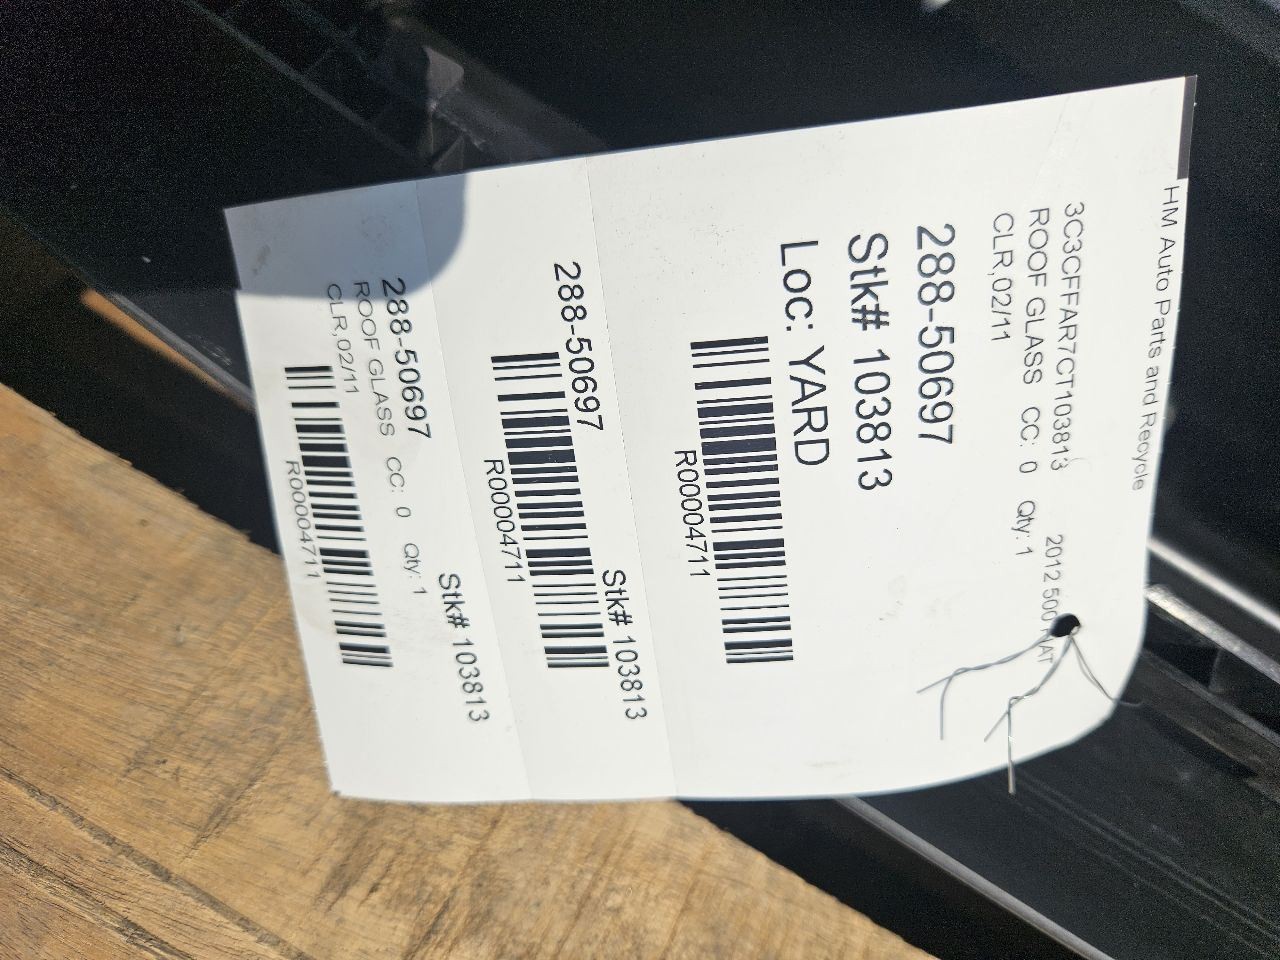 HM Auto Parts and Recycle
3C3CFFAR7CT103813 2012 500 AT
ROOF GLASS CC: 0 Qty: 1
CLR,02/11
288-50697
Stk# 103813
Loc: YARD
R00004711
288-50697 Stk# 103813
R00004711
288-50697 Stk# 103813
ROOF GLASS CC: 0 Qty: 1
CLR,02/11
R00004711